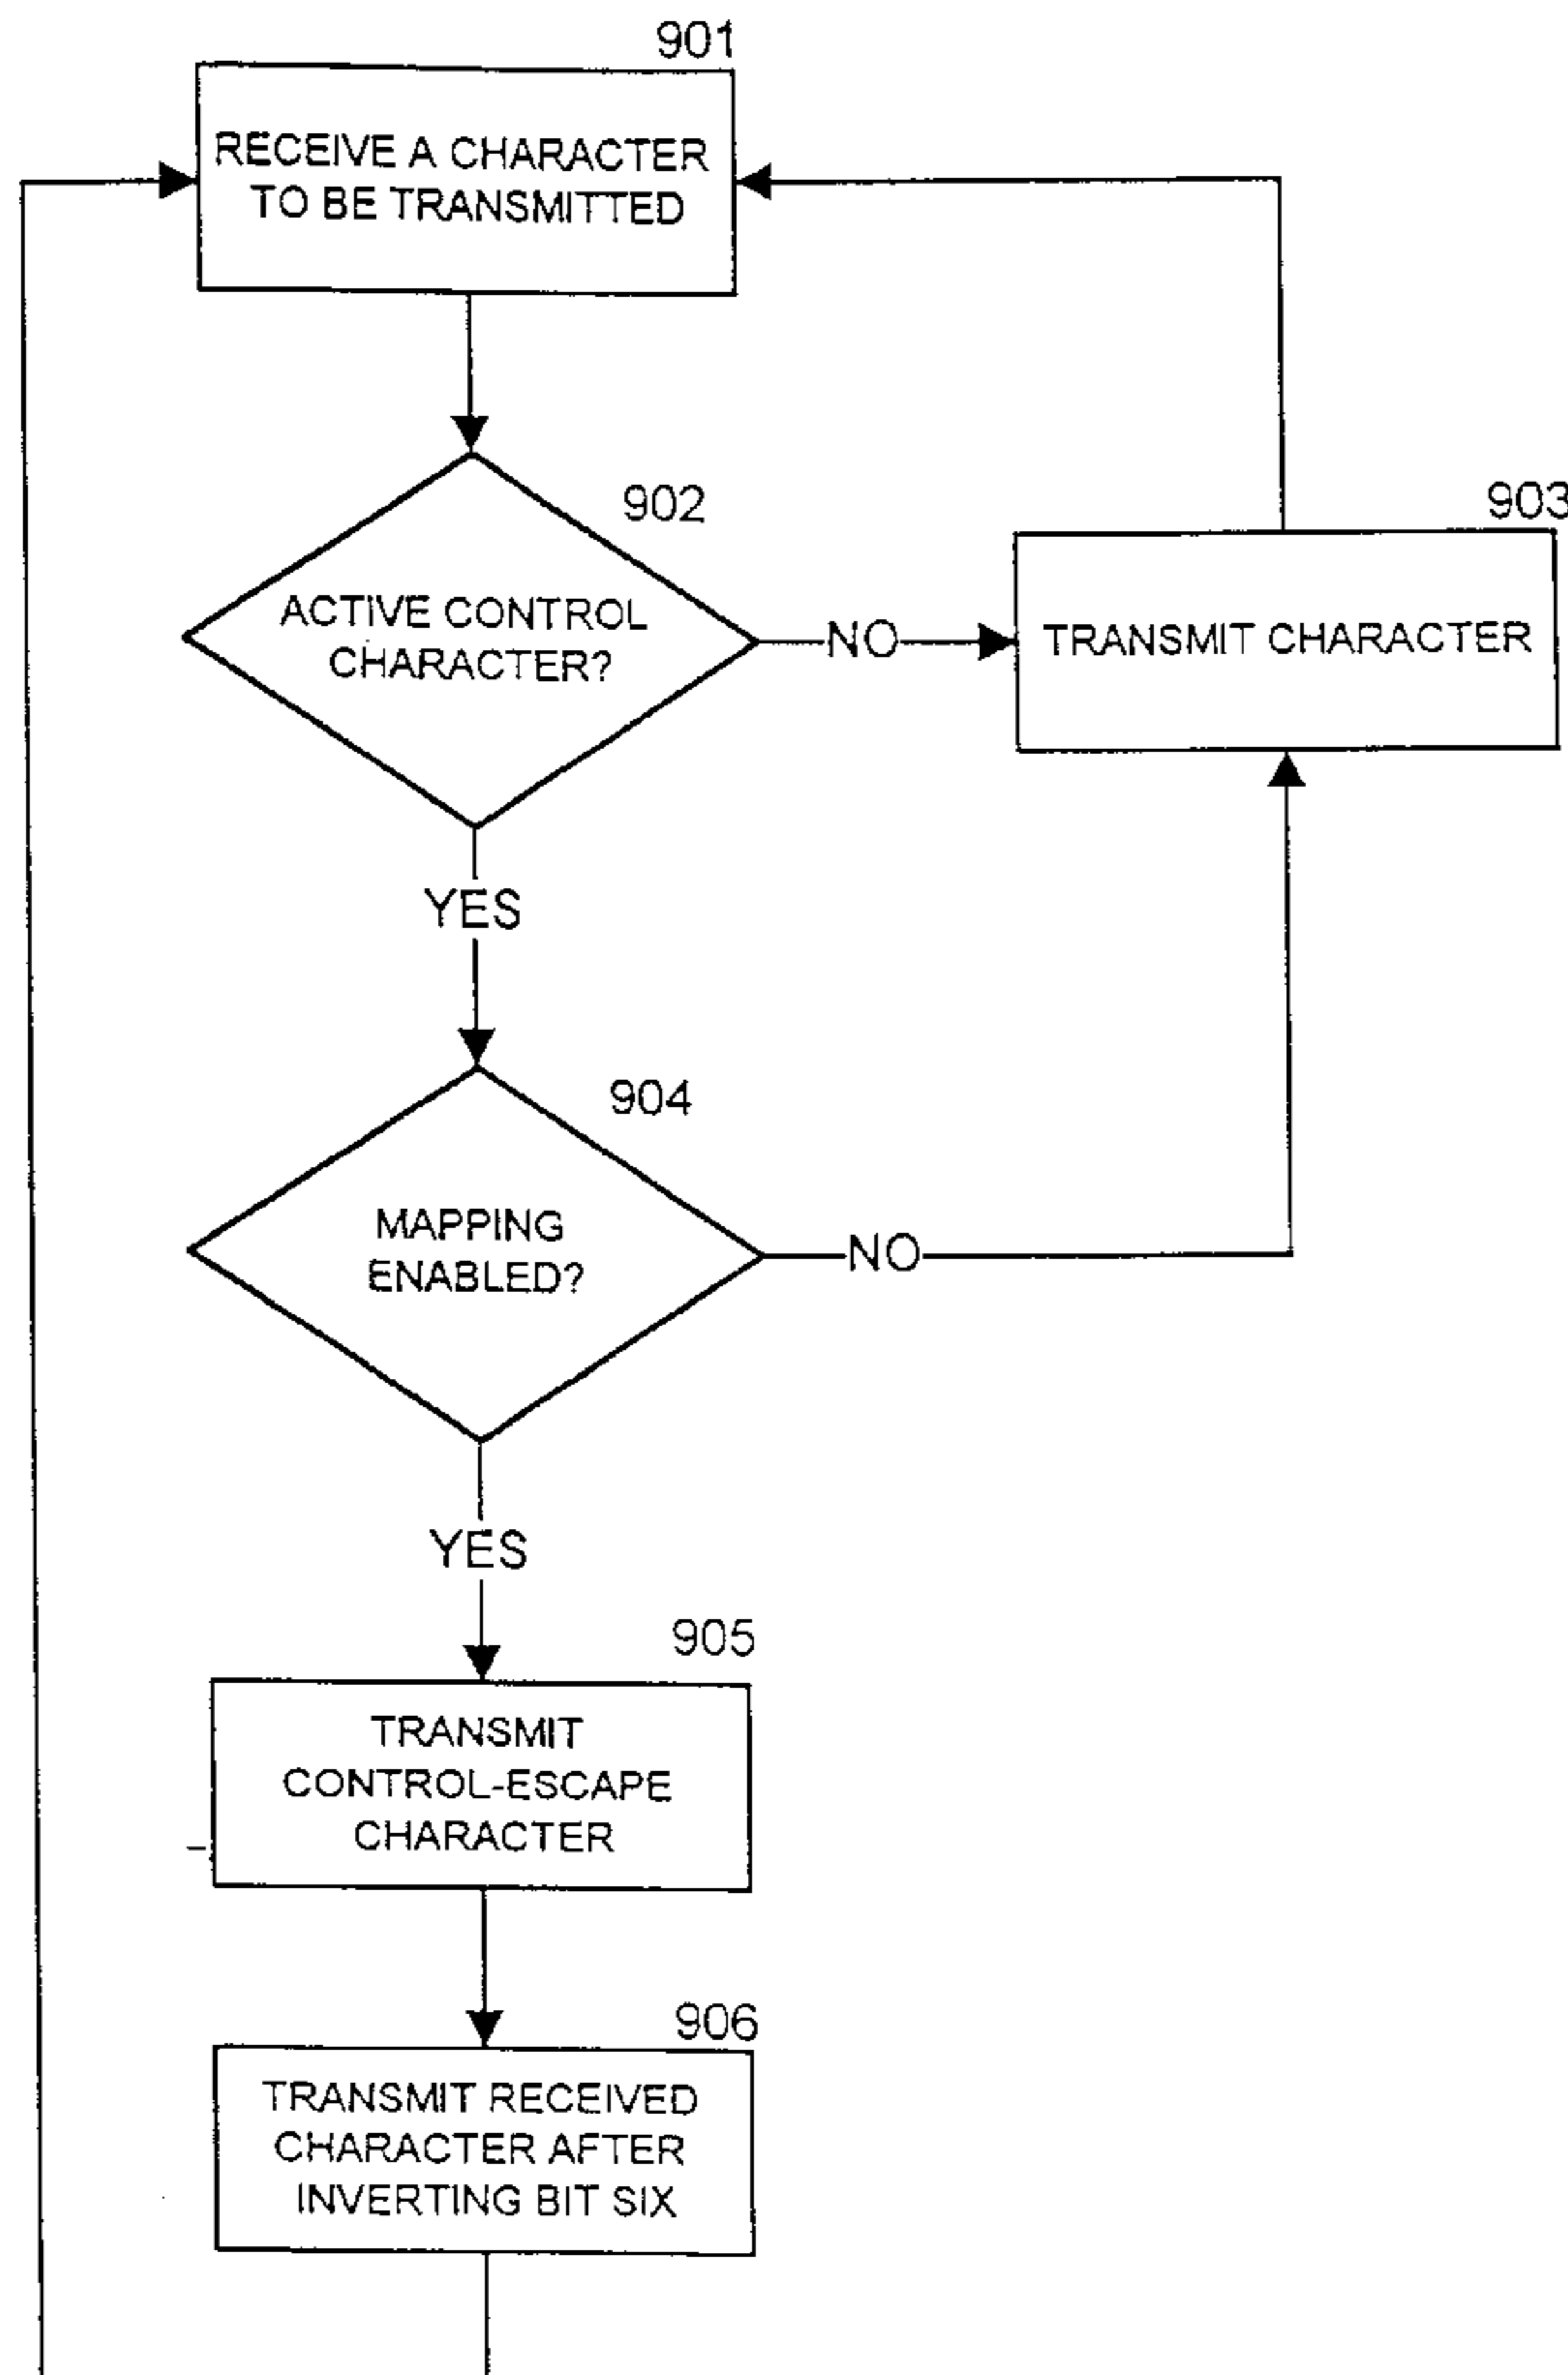 901
RECEIVE A CHARACTER
TO BE TRANSMITTED
902
ACTIVE CONTROL
CHARACTER?
NO
903
TRANSMIT CHARACTER
YES
904
MAPPING
ENABLED?
NO
YES
905
TRANSMIT
CONTROL-ESCAPE
CHARACTER
906
TRANSMIT RECEIVED
CHARACTER AFTER
INVERTING BIT SIX